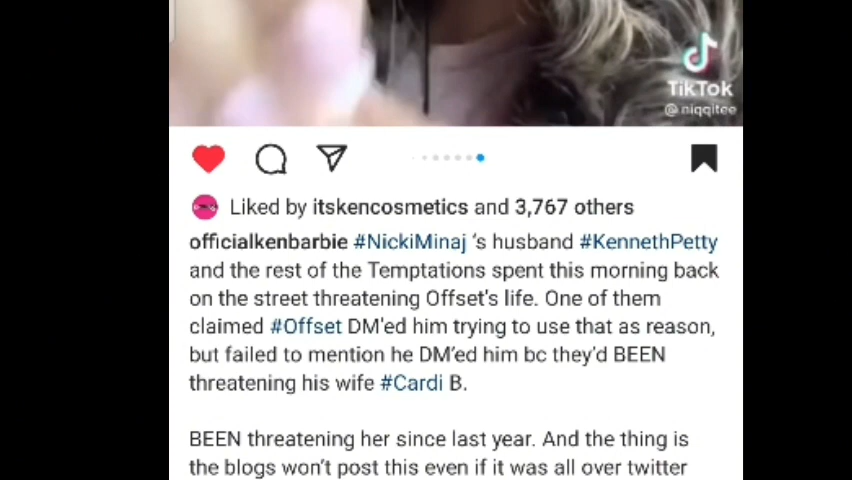 TikTok
@niqqitee
Liked by itskencosmetics and 3,767 others
officialkenbarbie #NickiMinaj 's husband #KennethPetty
and the rest of the Temptations spent this morning back
on the street threatening Offset's life. One of them
claimed #Offset DM'ed him trying to use that as reason,
but failed to mention he DM'ed him bc they'd BEEN
threatening his wife #Cardi B.
BEEN threatening her since last year. And the thing is
the blogs won't post this even if it was all over twitter